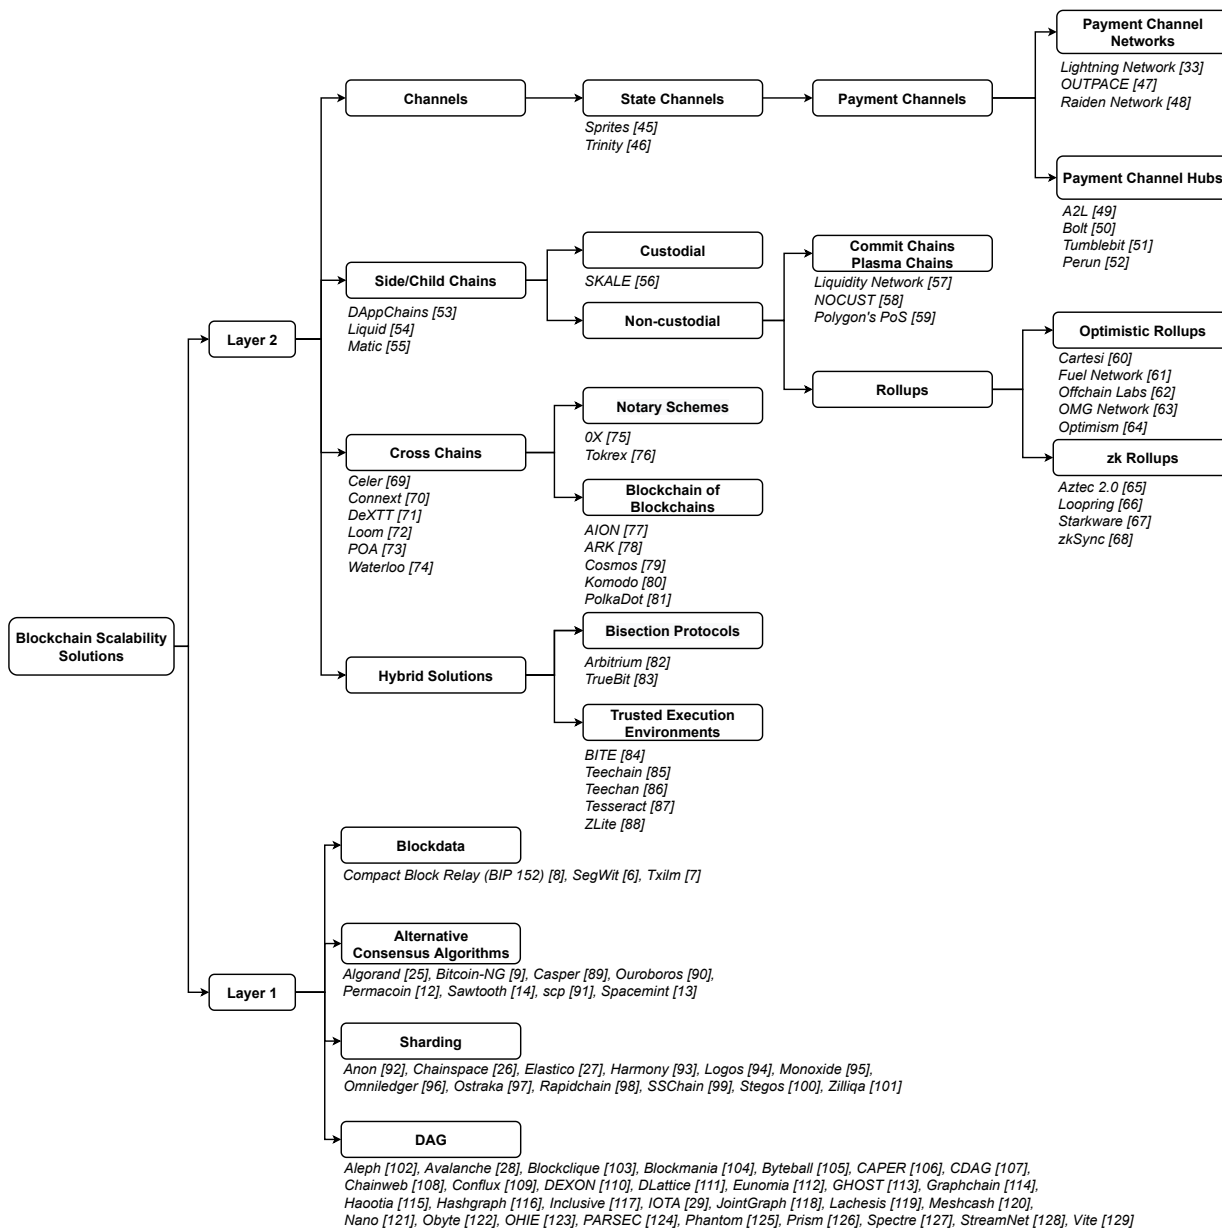 Payment Channel
Networks
Lightning Network [33]
OUTPACE [47]
Raiden Network [48]
Channels
State Channels
Payment Channels
Sprites [45]
Trinity [46]
Payment Channel Hubs
A2L [49]
Bolt [50]
Tumblebit [51]
Perun [52]
Side/Child Chains
DAppChains [53]
Liquid [54]
Matic [55]
Custodial
SKALE [56]
Non-custodial
Commit Chains
Plasma Chains
Liquidity Network [57]
NOCUST [58]
Polygon's PoS [59]
Rollups
Optimistic Rollups
Cartesi [60]
Fuel Network [61]
Offchain Labs [62]
OMG Network [63]
Optimism [64]
zk Rollups
Aztec 2.0 [65]
Loopring [66]
Starkware [67]
zkSync [68]
Layer 2
Cross Chains
Celer [69]
Connext [70]
DeXTT [71]
Loom [72]
POA [73]
Waterloo [74]
Notary Schemes
0X [75]
Tokrex [76]
Blockchain of
Blockchains
AION [77]
ARK [78]
Cosmos [79]
Komodo [80]
PolkaDot [81]
Blockchain Scalability
Solutions
Hybrid Solutions
Bisection Protocols
Arbitrium [82]
TrueBit [83]
Trusted Execution
Environments
BITE [84]
Teechain [85]
Teechan [86]
Tesseract [87]
ZLite [88]
Layer 1
Blockdata
Compact Block Relay (BIP 152) [8], SegWit [6], Txilm [7]
Alternative
Consensus Algorithms
Algorand [25], Bitcoin-NG [9], Casper [89], Ouroboros [90],
Permacoin [12], Sawtooth [14], scp [91], Spacemint [13]
Sharding
Anon [92], Chainspace [26], Elastico [27], Harmony [93], Logos [94], Monoxide [95],
Omniledger [96], Ostraka [97], Rapidchain [98], SSChain [99], Stegos [100], Zilliqa [101]
DAG
Aleph [102], Avalanche [28], Blockclique [103], Blockmania [104], Byteball [105], CAPER [106], CDAG [107],
Chainweb [108], Conflux [109], DEXON [110], DLattice [111], Eunomia [112], GHOST [113], Graphchain [114],
Haootia [115], Hashgraph [116], Inclusive [117], IOTA [29], JointGraph [118], Lachesis [119], Meshcash [120],
Nano [121], Obyte [122], OHIE [123], PARSEC [124], Phantom [125], Prism [126], Spectre [127], StreamNet [128], Vite [129]